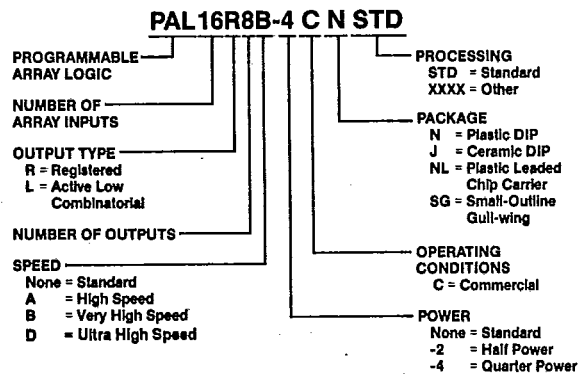 PAL16R8B-4 C N STD
PROGRAMMABLE
ARRAY LOGIC
NUMBER OF
ARRAY INPUTS
OUTPUT TYPE
R = Registered
L = Active Low
Combinatorial
NUMBER OF OUTPUTS
SPEED
None = Standard
A = High Speed
B = Very High Speed
D = Ultra High Speed
PROCESSING
STD = Standard
XXXX = Other
PACKAGE
N = Plastic DIP
J = Ceramic DIP
NL = Plastic Leaded
Chip Carrier
SG = Small-Outline
Gull-wing
OPERATING
CONDITIONS
C = Commercial
POWER
None = Standard
-2 = Half Power
-4 = Quarter Power